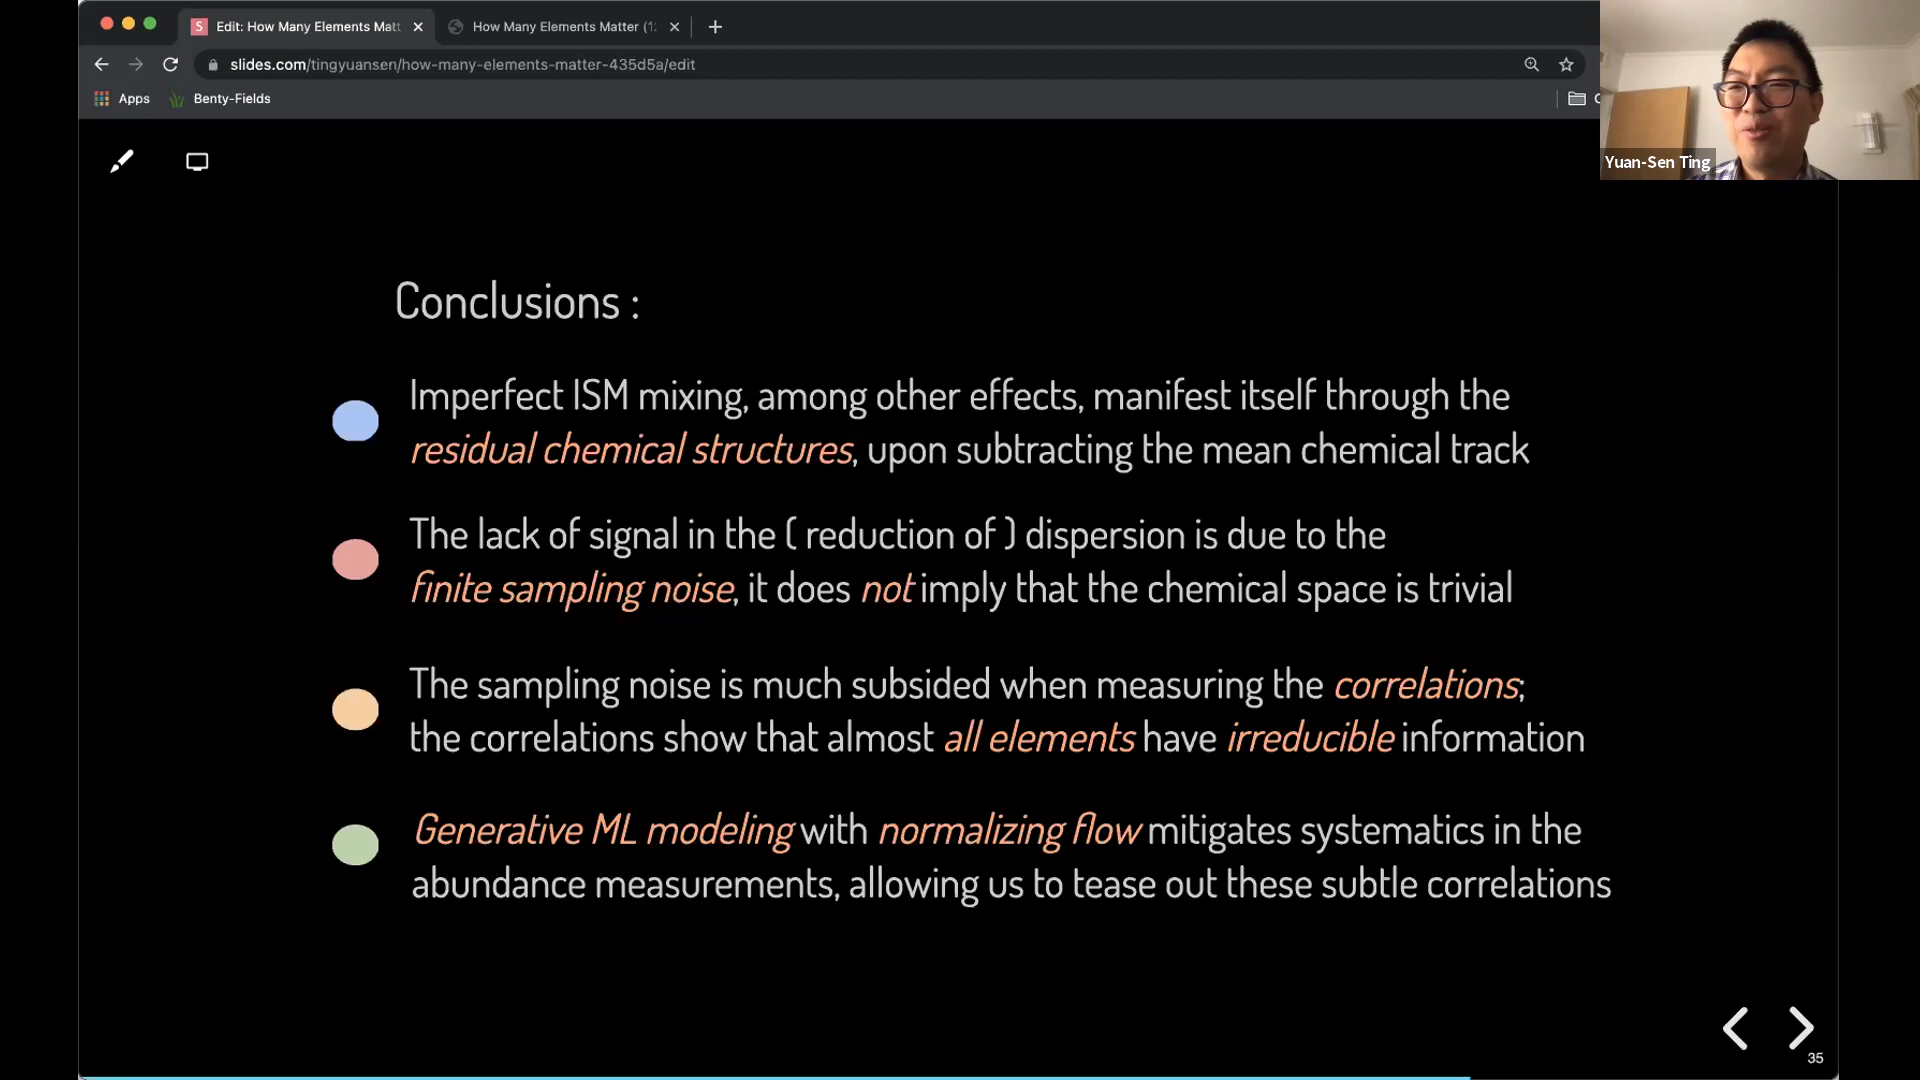 S Edit: How Many Elements Matt
How Many Elements Matter (1
slides.com/tingyuansen/how-many-elements-matter-435d5a/edit
Apps
Benty-Fields
Yuan-Sen Ting
Conclusions :
Imperfect ISM mixing, among other effects, manifest itself through the
residual chemical structures, upon subtracting the mean chemical track
The lack of signal in the ( reduction of ) dispersion is due to the
finite sampling noise, it does not imply that the chemical space is trivial
The sampling noise is much subsided when measuring the correlations;
the correlations show that almost all elements have irreducible information
Generative ML modeling with normalizing flow mitigates systematics in the
abundance measurements, allowing us to tease out these subtle correlations
35